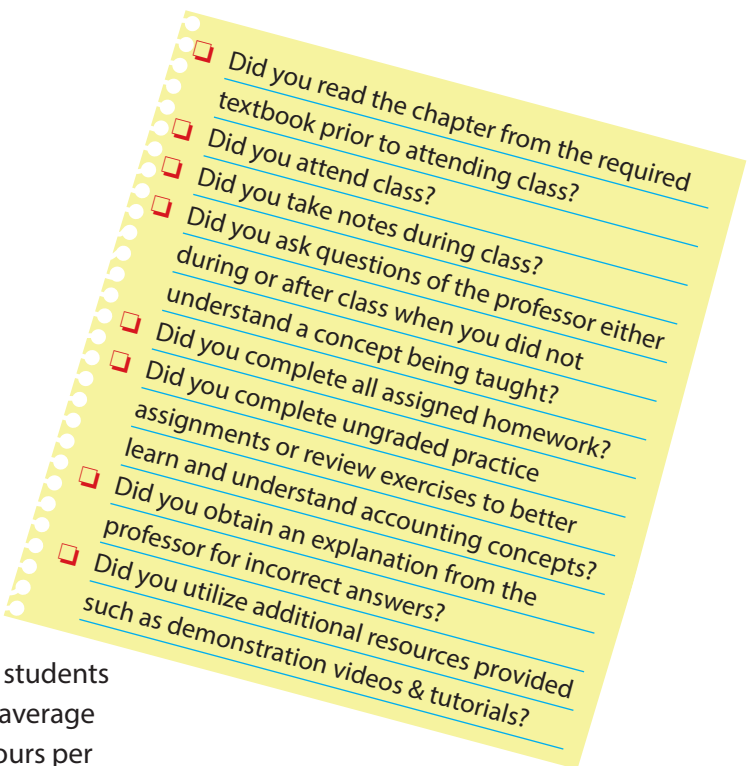 Did you read the chapter from the required
textbook prior to attending class?
Did you attend class?
Did you take notes during class?
Did you ask questions of the professor either
during or after class when you did not
understand a concept being taught?
Did you complete all assigned homework?
Did you complete ungraded practice
assignments or review exercises to better
learn and understand accounting concepts?
Did you obtain an explanation from the
professor for incorrect answers?
Did you utilize additional resources provided
such as demonstration videos & tutorials?
students
average
ours per